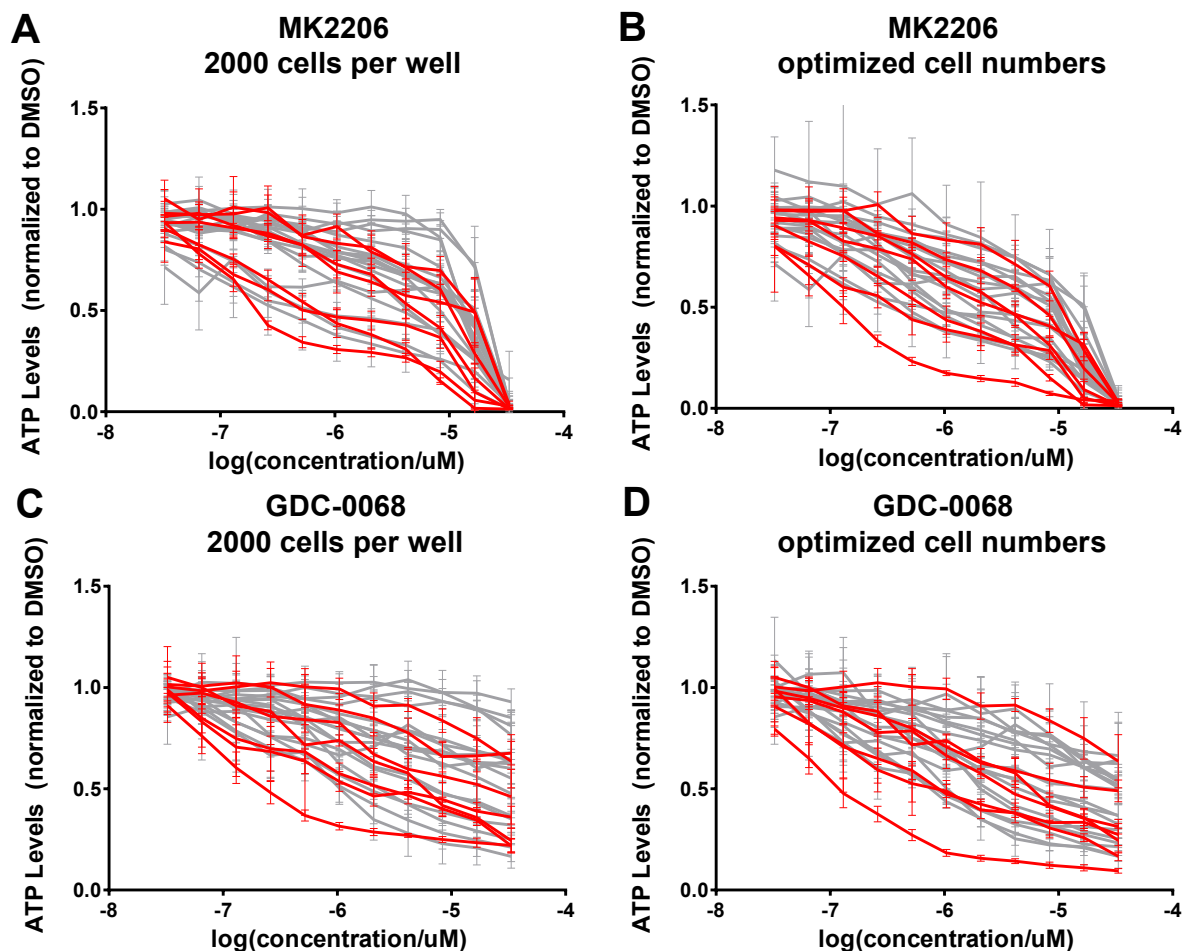 A
MK2206
2000 cells per well
ATP Levels (normalized to DMSO)
1.5
1.0
0.5
0.0
-8
-7
-6
-5
-4
log(concentration/uM)
B
MK2206
optimized cell numbers
ATP Levels (normalized to DMSO)
1.5
1.0
0.5
0.0
-8
-7
-6
-5
-4
log(concentration/uM)
C
GDC-0068
2000 cells per well
ATP Levels (normalized to DMSO)
1.5
1.0
0.5
0.0
-8
-7
-6
-5
-4
log(concentration/uM)
D
GDC-0068
optimized cell numbers
ATP Levels (normalized to DMSO)
1.5
1.0
0.5
0.0
-8
-7
-6
-5
-4
log(concentration/uM)